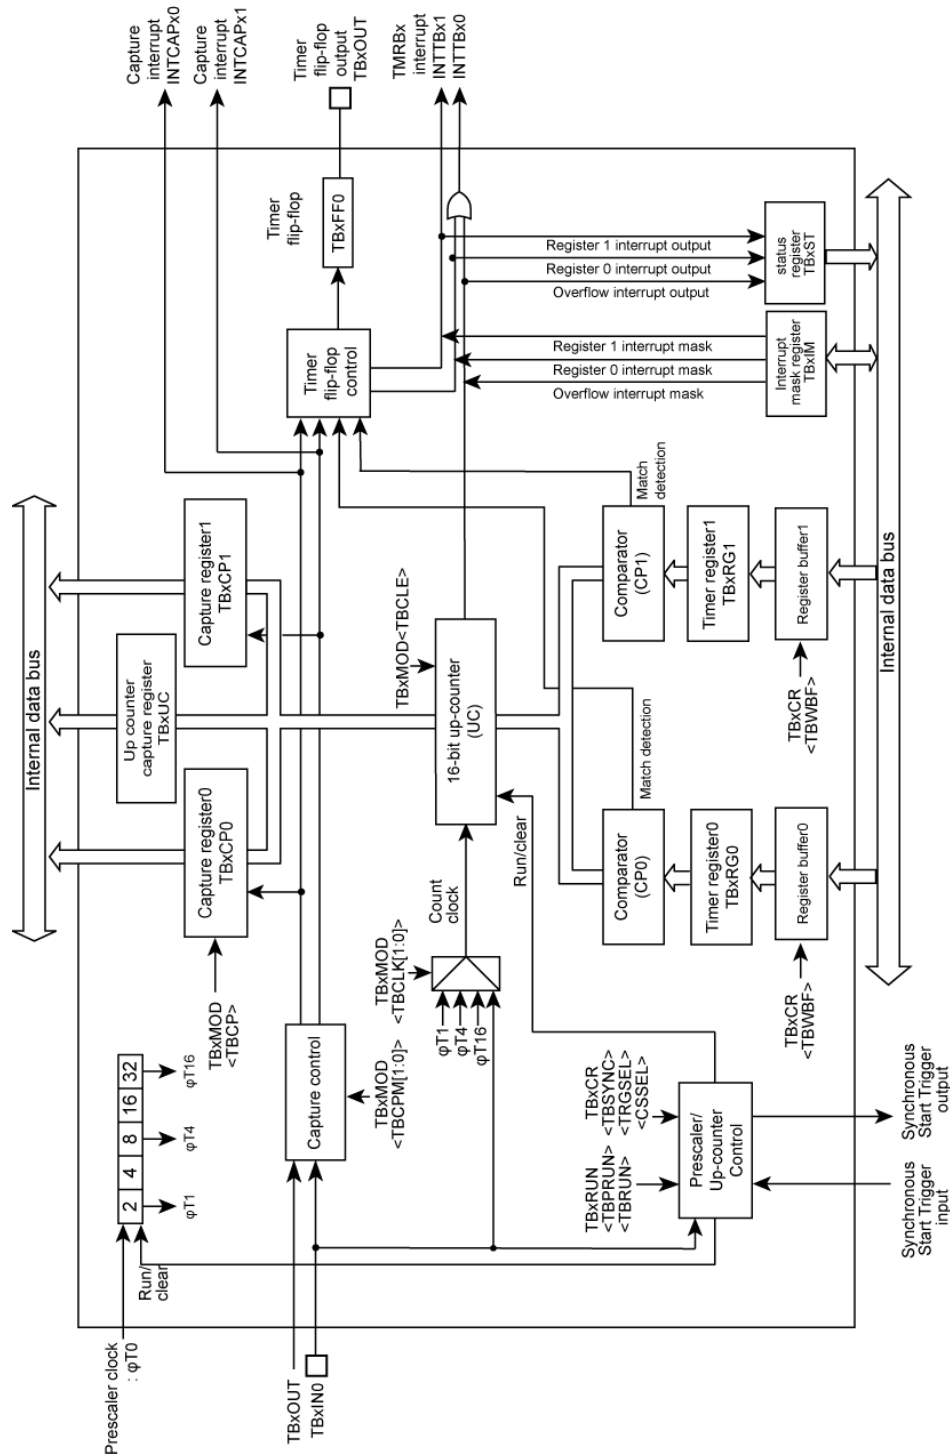 Prescaler clock
: φT0
2
4
8
16
32
φT1
φT4
φT16
Run/
clear
TBxOUT
TBxIN0
Capture control
TBxMOD
<TBCPM[1:0]>
TBxMOD
<TBCP>
Internal data bus
Capture register0
TBxCP0
Up counter
capture register
TBxUC
Capture register1
TBxCP1
Capture
interrupt
INTCAPx0
Capture
interrupt
INTCAPx1
Timer
flip-flop
output
TBxOUT
Timer
flip-flop
TBxFF0
Timer
flip-flop
control
TMRBx
interrupt
INTTBx1
INTTBx0
TBxMOD
<TBCLK[1:0]>
φT1
φT4
φT16
Count
clock
TBxMOD<TBCLE>
16-bit up-counter
(UC)
Run/clear
TBxRUN
<TBPRUN>
<TBRUN>
TBxCR
<TBSYNC>
<TRGSEL>
<CSSEL>
Prescaler/
Up-counter
Control
Synchronous
Start Trigger
input
Synchronous
Start Trigger
output
Match detection
Comparator
(CP0)
Timer register0
TBxRG0
Register buffer0
TBxCR
<TBWBF>
Match
detection
Comparator
(CP1)
Timer register1
TBxRG1
Register buffer1
TBxCR
<TBWBF>
Register 1 interrupt output
Register 0 interrupt output
Overflow interrupt output
Register 1 interrupt mask
Register 0 interrupt mask
Overflow interrupt mask
Interrupt
mask register
TBxIM
status
register
TBxST
Internal data bus